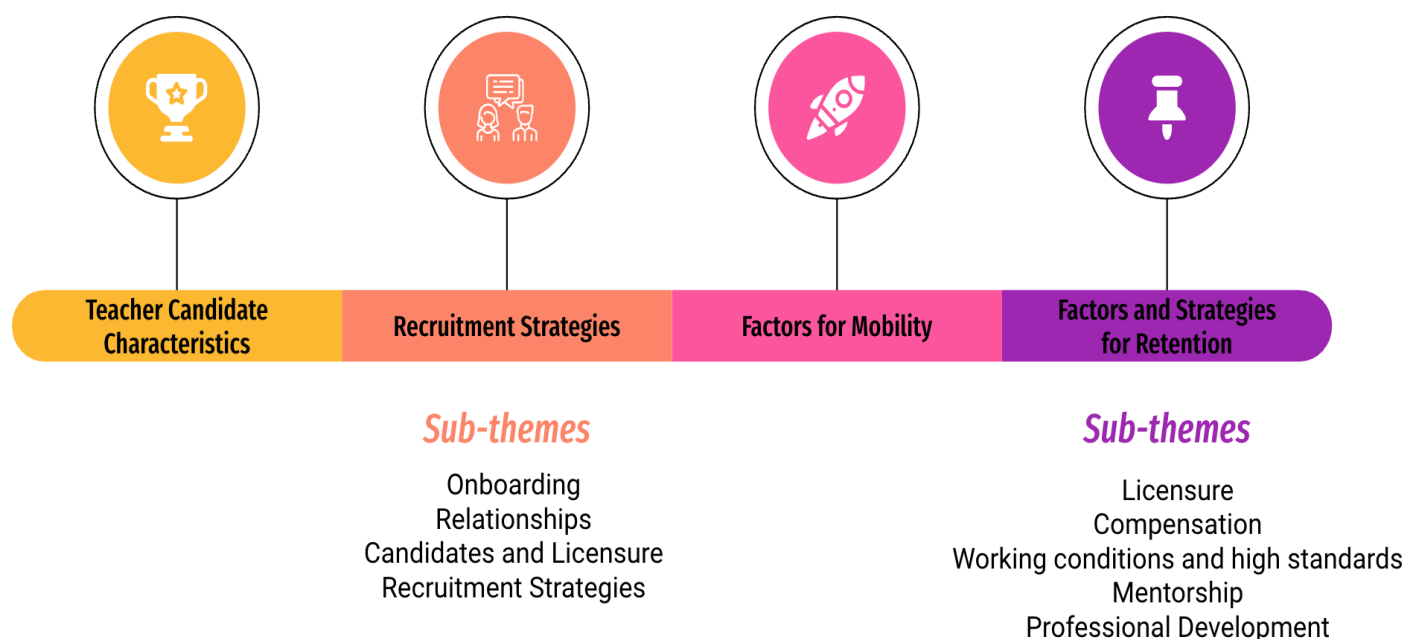 Teacher Candidate
Characteristics
Recruitment Strategies
Factors for Mobility
Factors and Strategies
for Retention
Sub-themes
Onboarding
Relationships
Candidates and Licensure
Recruitment Strategies
Sub-themes
Licensure
Compensation
Working conditions and high standards
Mentorship
Professional Development